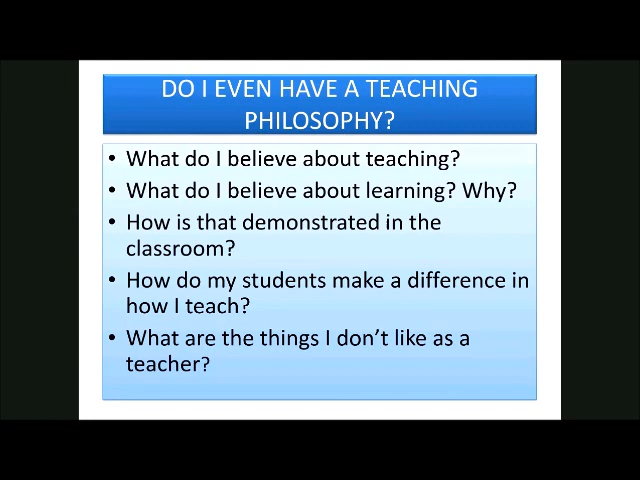 DO I EVEN HAVE A TEACHING
PHILOSOPHY?
• What do I believe about teaching?
• What do I believe about learning? Why?
• How is that demonstrated in the
classroom?
• How do my students make a difference in
how I teach?
• What are the things I don’t like as a
teacher?